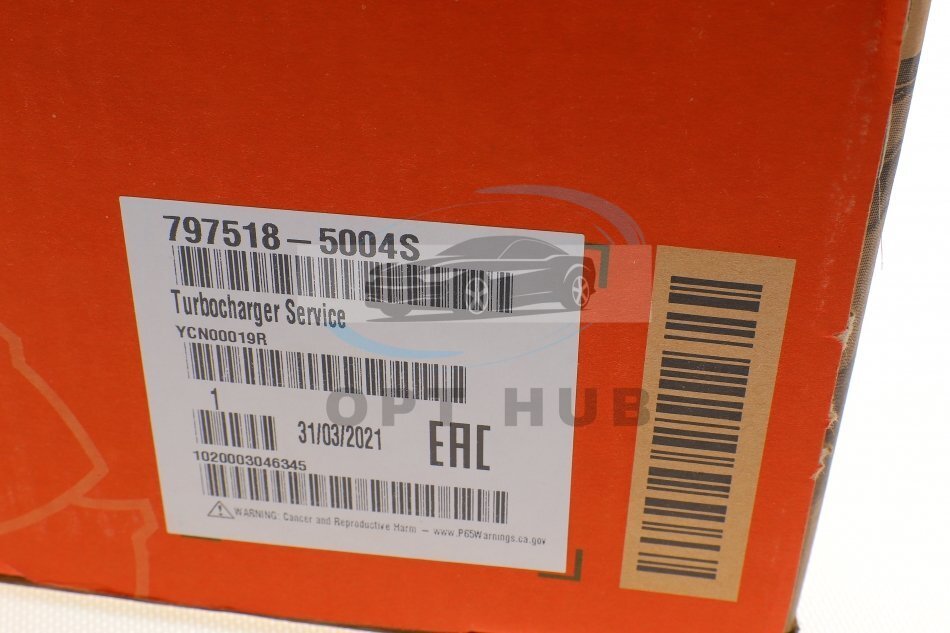 797518-5004S
Turbocharger Service
YCN00019R
1
31/03/2021
EAC
1020003046345
WARNING: Cancer and Reproductive Harm - www.P65Warnings.ca.gov
OPT HUB